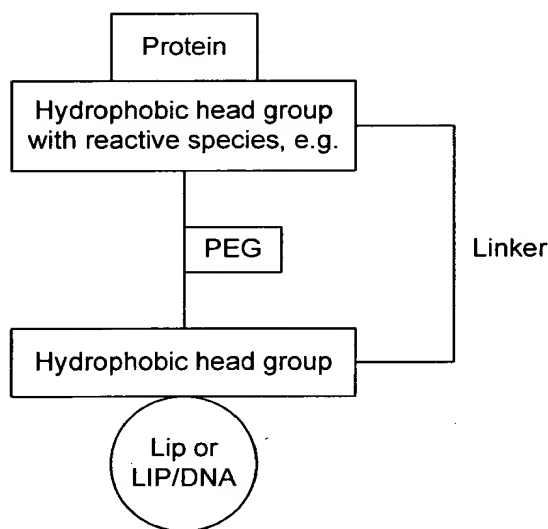 Protein
Hydrophobic head group
with reactive species, e.g.
PEG
Linker
Hydrophobic head group
Lip or
LIP/DNA